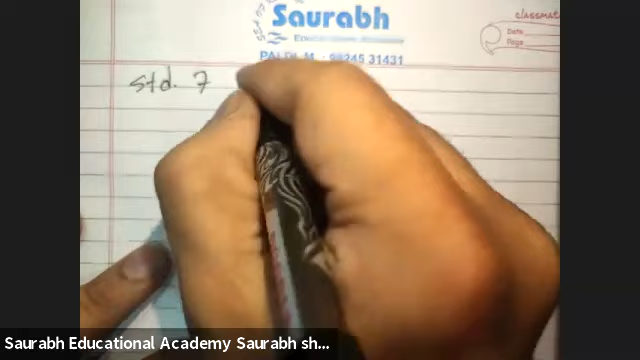 Saurabh
classmate
Date
Page
PALDI, M. : 98245 31431
std. 7
Saurabh Educational Academy Saurabh sh...